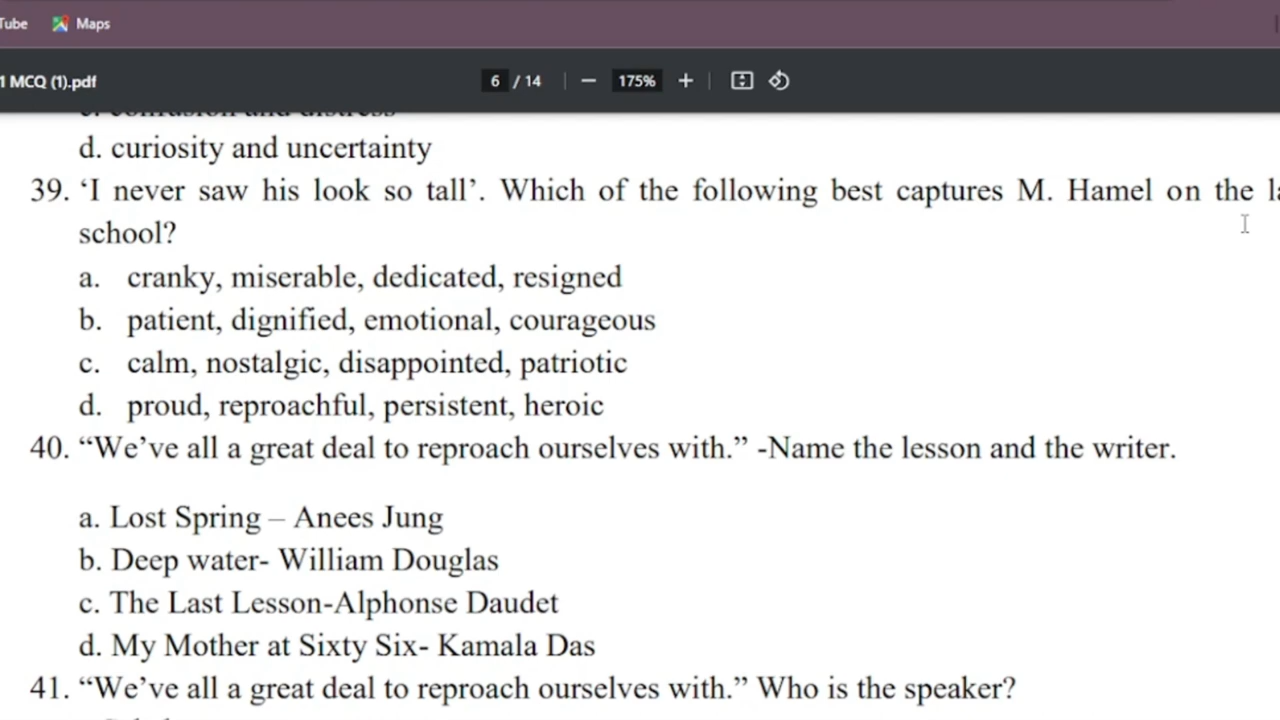 Tube Maps
1 MCQ (1).pdf 6 / 14 175%
d. curiosity and uncertainty
39. ‘I never saw his look so tall’. Which of the following best captures M. Hamel on the
school?
a. cranky, miserable, dedicated, resigned
b. patient, dignified, emotional, courageous
c. calm, nostalgic, disappointed, patriotic
d. proud, reproachful, persistent, heroic
40. “We’ve all a great deal to reproach ourselves with.” -Name the lesson and the writer.
a. Lost Spring – Anees Jung
b. Deep water- William Douglas
c. The Last Lesson-Alphonse Daudet
d. My Mother at Sixty Six- Kamala Das
41. “We’ve all a great deal to reproach ourselves with.” Who is the speaker?